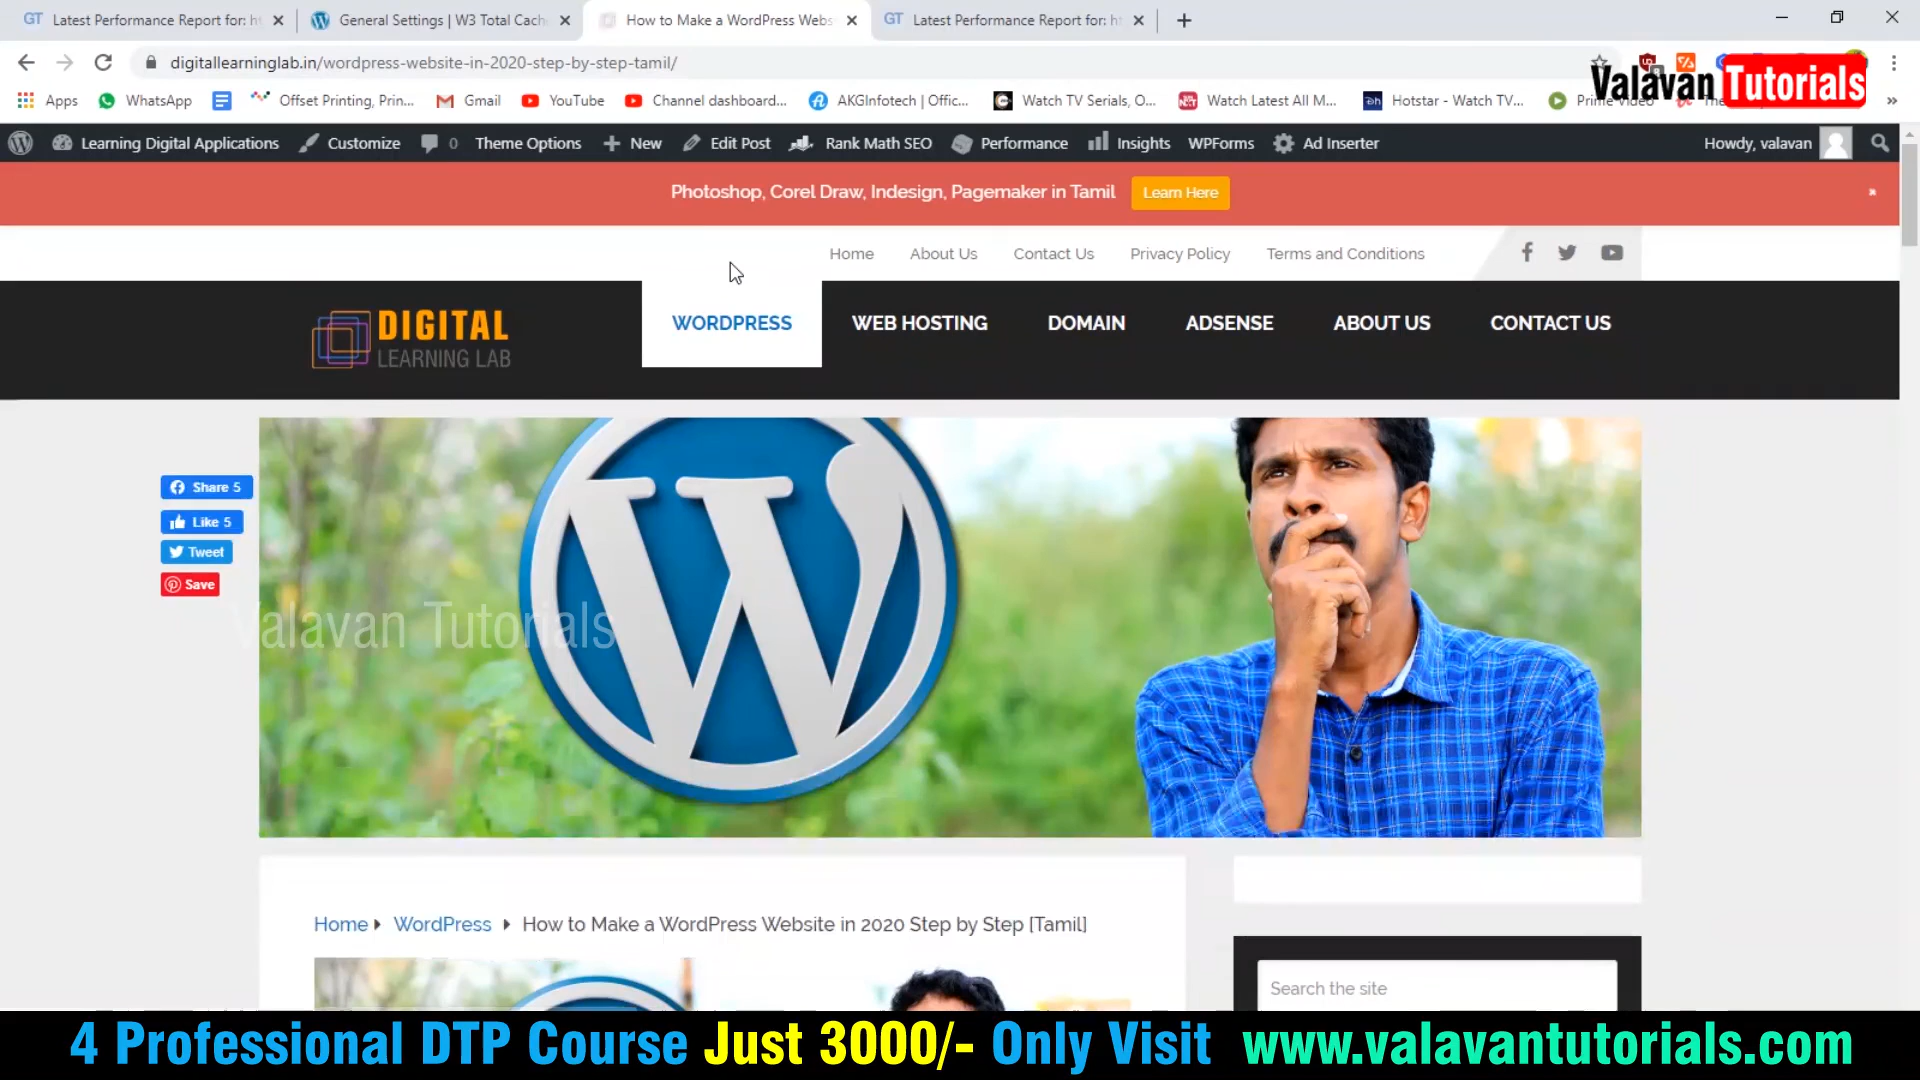 GT Latest Performance Report for: h
General Settings | W3 Total Cach
How to Make a WordPress Webs
GT Latest Performance Report for: h
digitallearninglab.in/wordpress-website-in-2020-step-by-step-tamil/
Valavan Tutorials
Apps WhatsApp Offset Printing, Prin... Gmail YouTube Channel dashboard... AKGInfotech | Offic... Watch TV Serials, O... Watch Latest All M... Hotstar - Watch TV... Prime Video
Learning Digital Applications Customize 0 Theme Options New Edit Post Rank Math SEO Performance Insights WPForms Ad Inserter Howdy, valavan
Photoshop, Corel Draw, Indesign, Pagemaker in Tamil Learn Here
Home About Us Contact Us Privacy Policy Terms and Conditions
DIGITAL
LEARNING LAB
WORDPRESS WEB HOSTING DOMAIN ADSENSE ABOUT US CONTACT US
Share 5
Like 5
Tweet
Save
Valavan Tutorials
Home WordPress How to Make a WordPress Website in 2020 Step by Step [Tamil]
Search the site
4 Professional DTP Course Just 3000/- Only Visit www.valavantutorials.com